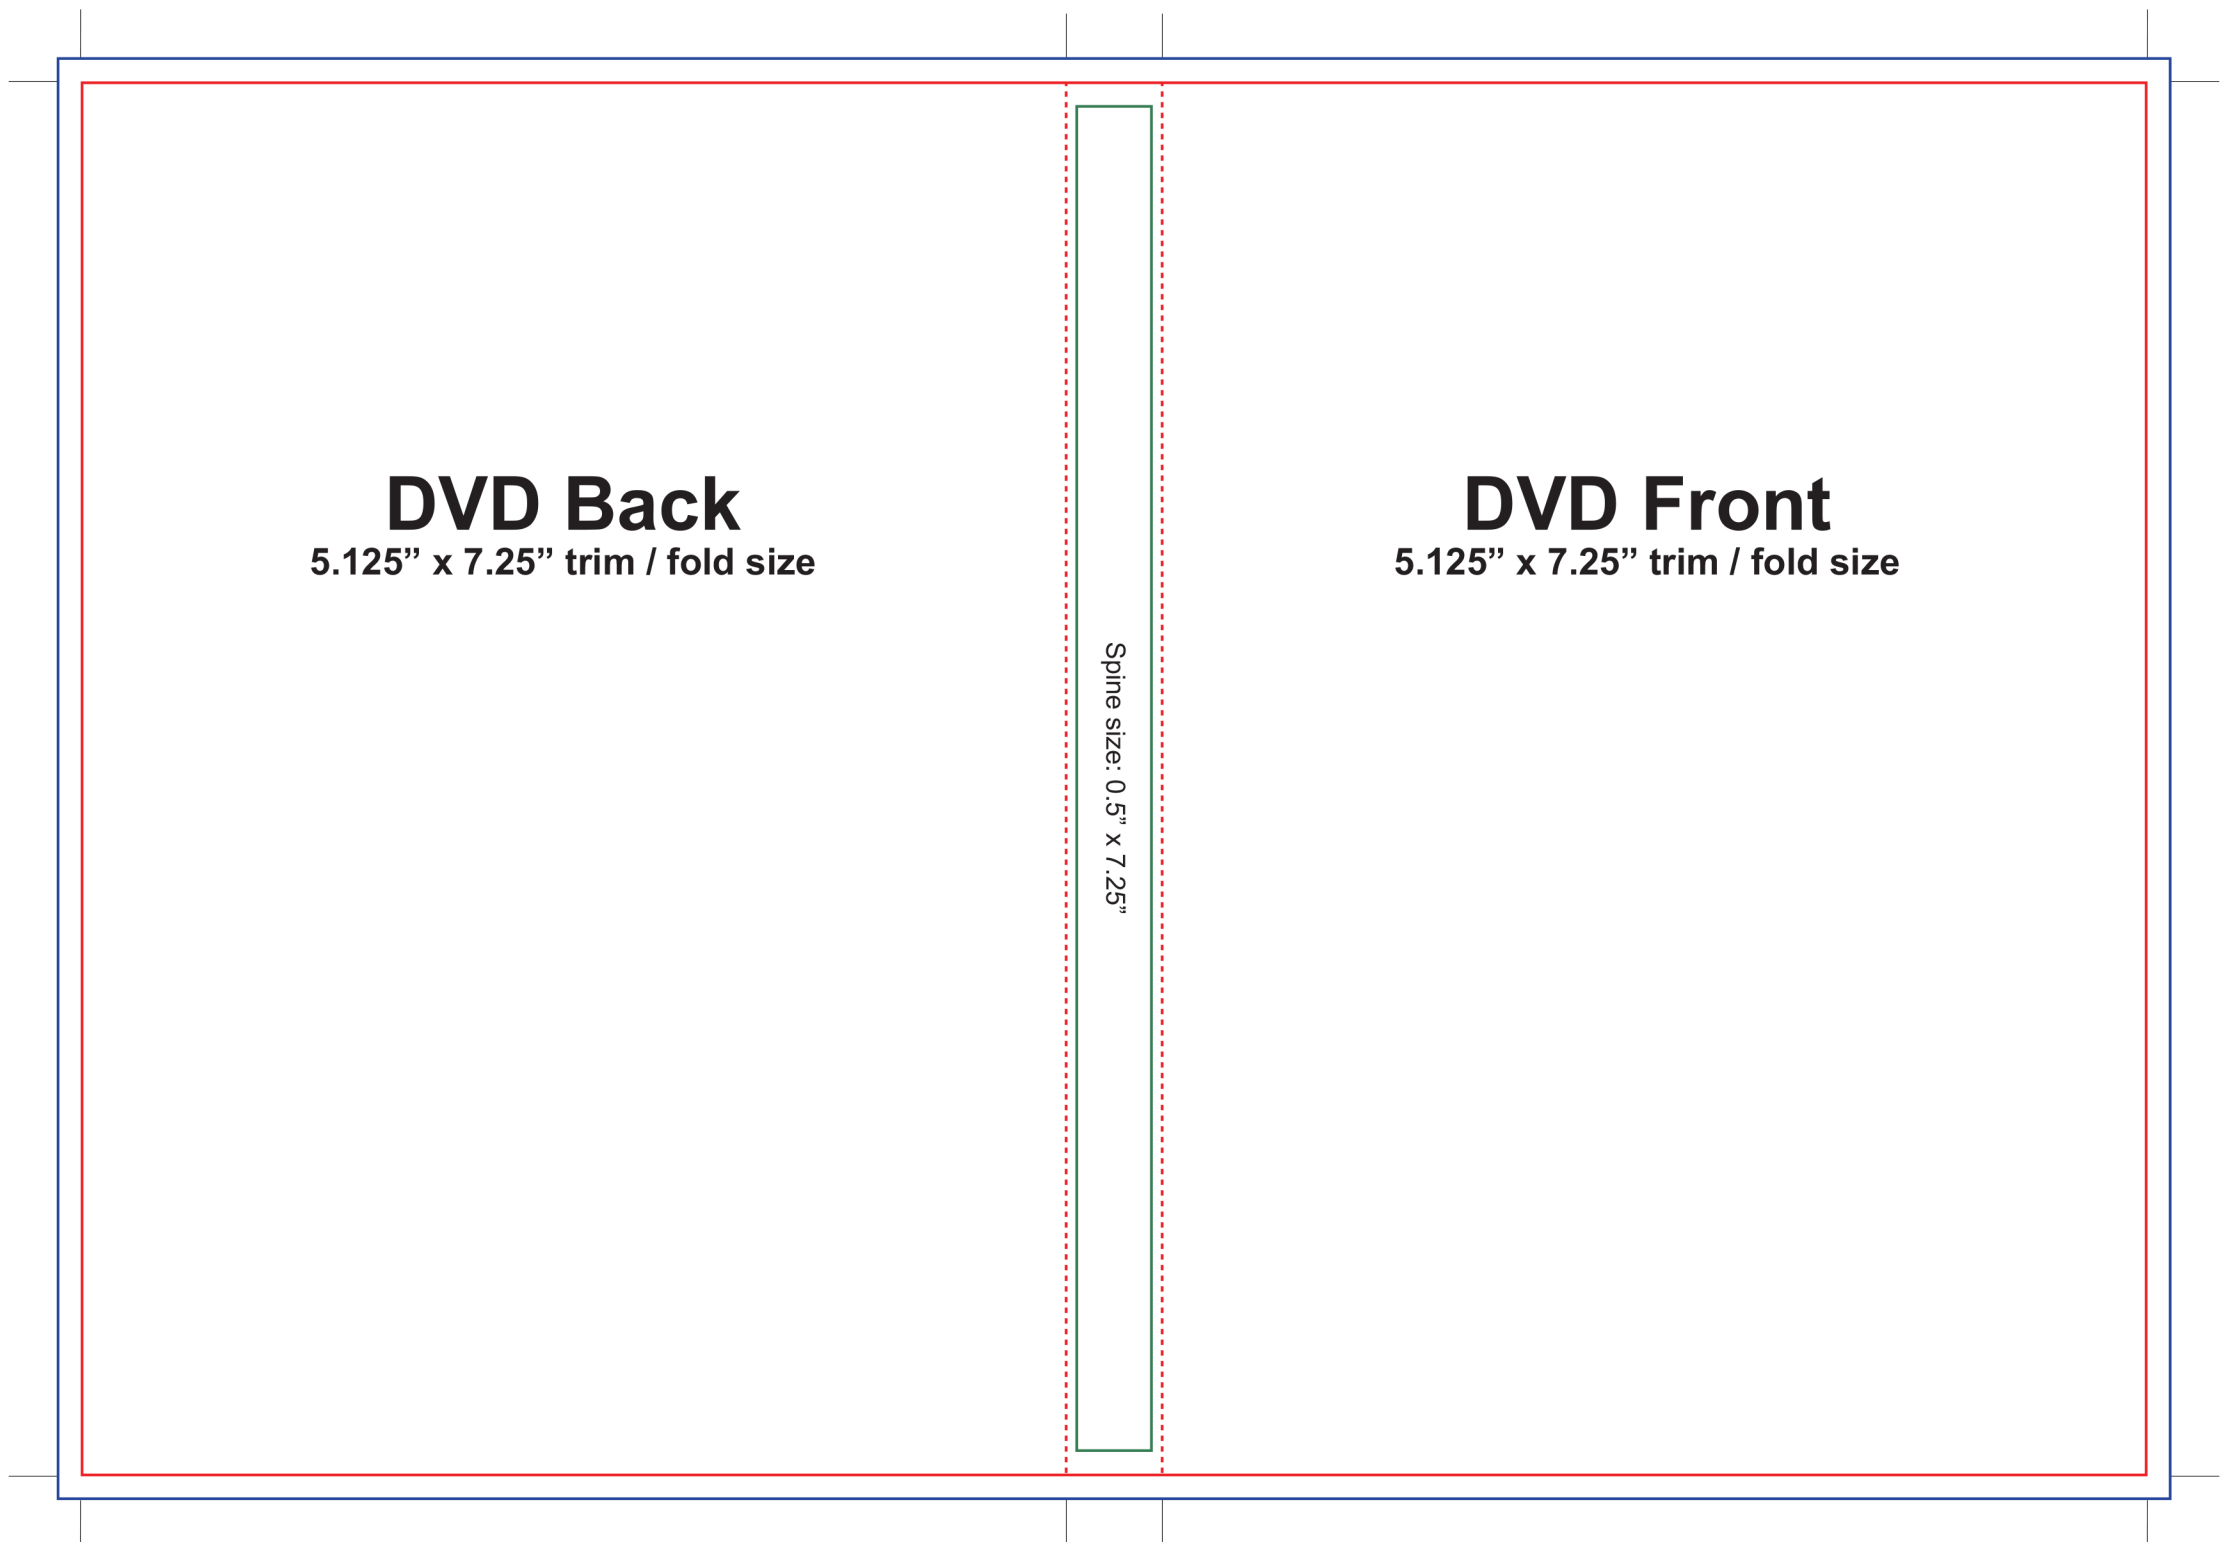 DVD Back
5.125” x 7.25” trim / fold size
Spine size: 0.5” x 7.25”
DVD Front
5.125” x 7.25” trim / fold size